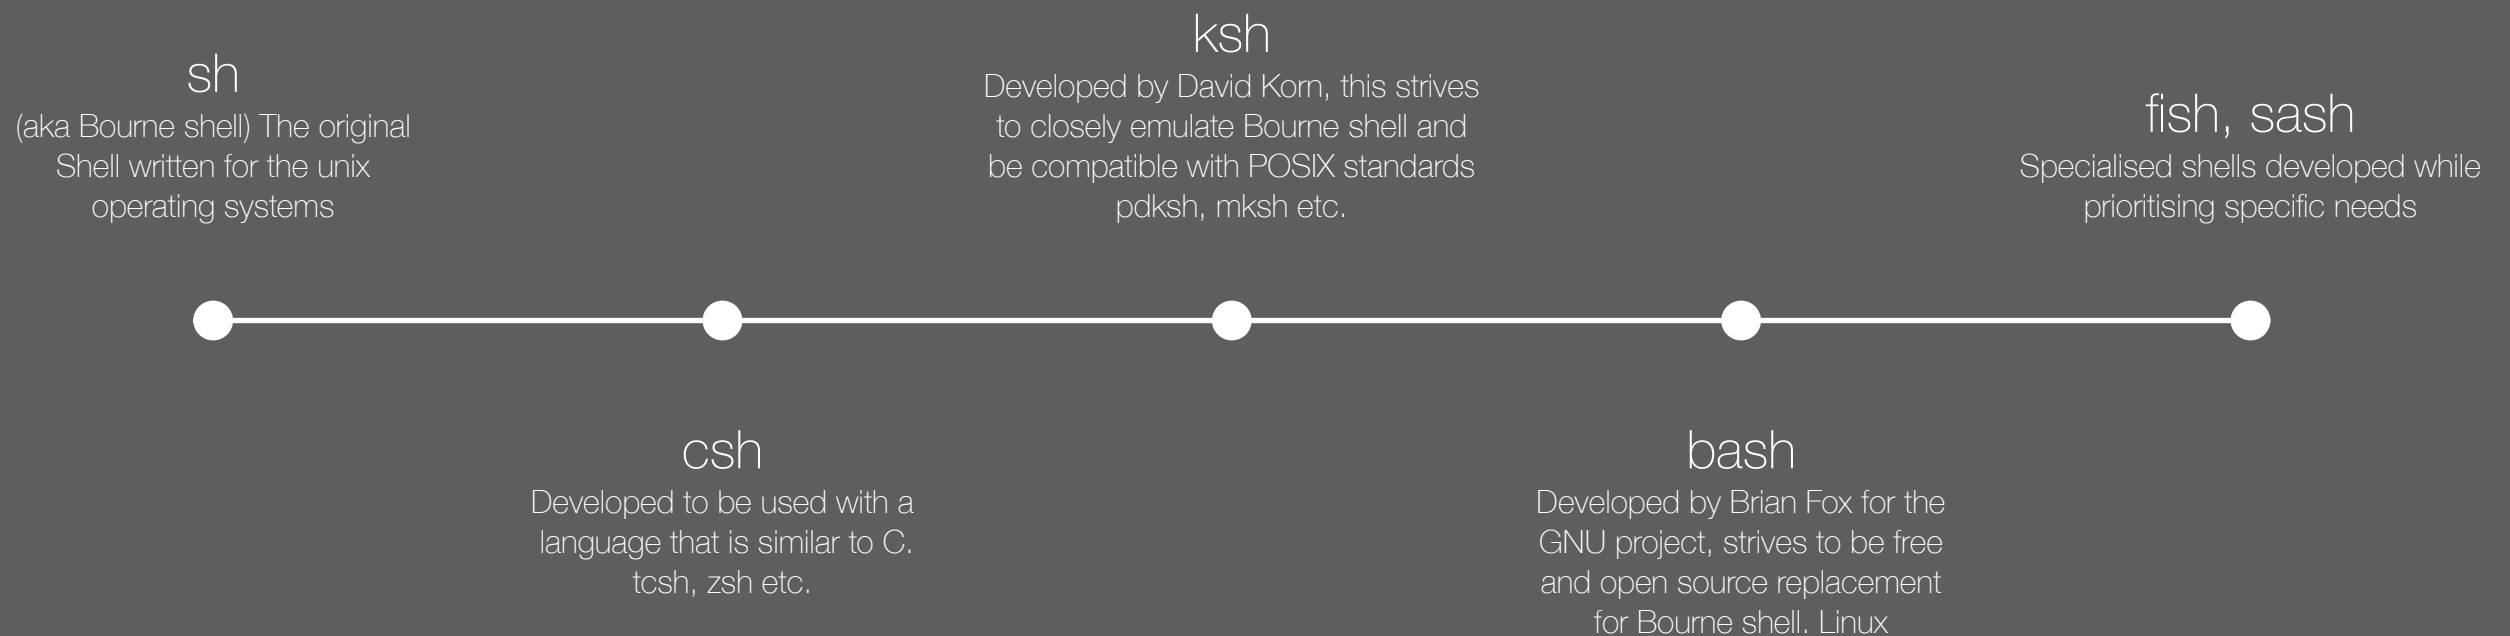 sh
(aka Bourne shell) The original
Shell written for the unix
operating systems
csh
Developed to be used with a
language that is similar to C.
tcsh, zsh etc.
ksh
Developed by David Korn, this strives
to closely emulate Bourne shell and
be compatible with POSIX standards
pdksh, mksh etc.
bash
Developed by Brian Fox for the
GNU project, strives to be free
and open source replacement
for Bourne shell. Linux
fish, sash
Specialised shells developed while
prioritising specific needs